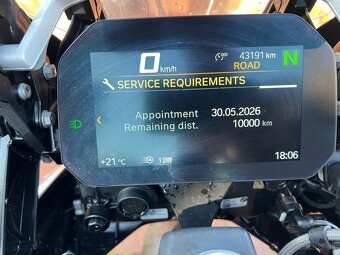 0 km/h
43191 km
ROAD
N
SERVICE REQUIREMENTS
Appointment 30.05.2026
Remaining dist. 10000 km
+21 °C
18:06